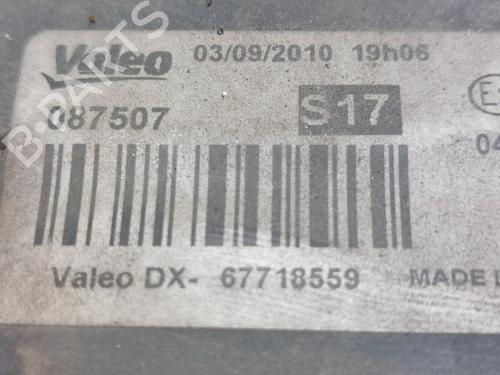 Valeo 03/09/2010 19h06
087507 S17
04
Valeo DX- 67718559 MADE
B-PARTS